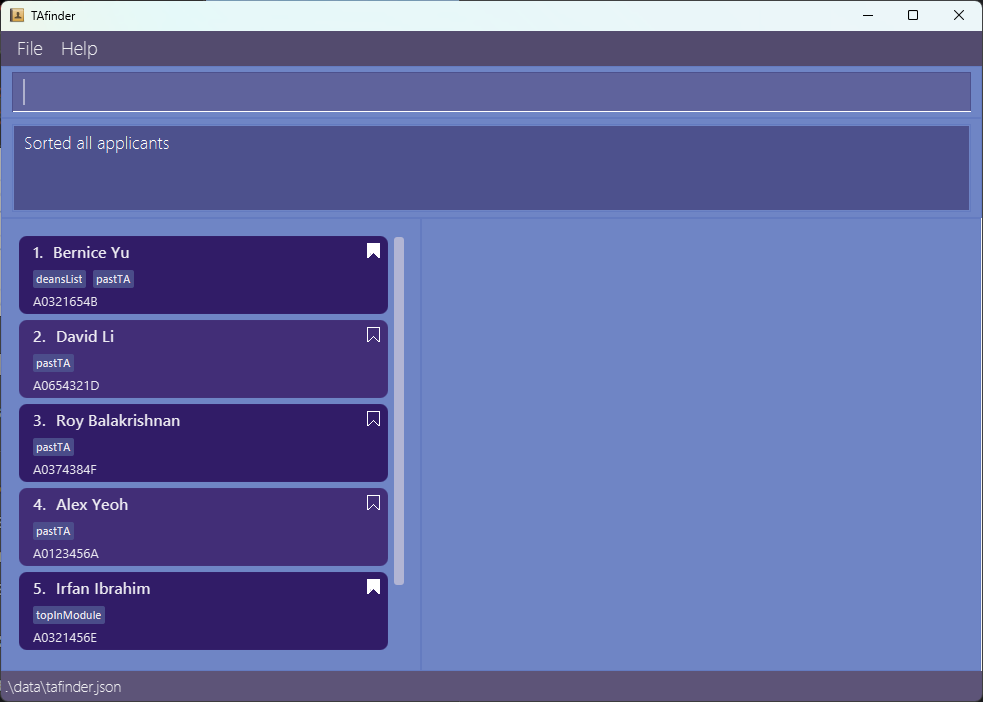 TAfinder
File Help
Sorted all applicants
1. Bernice Yu
deansList pastTA
A0321654B
2. David Li
pastTA
A0654321D
3. Roy Balakrishnan
pastTA
A0374384F
4. Alex Yeoh
pastTA
A0123456A
5. Irfan Ibrahim
topInModule
A0321456E
.\data\tafinder.json